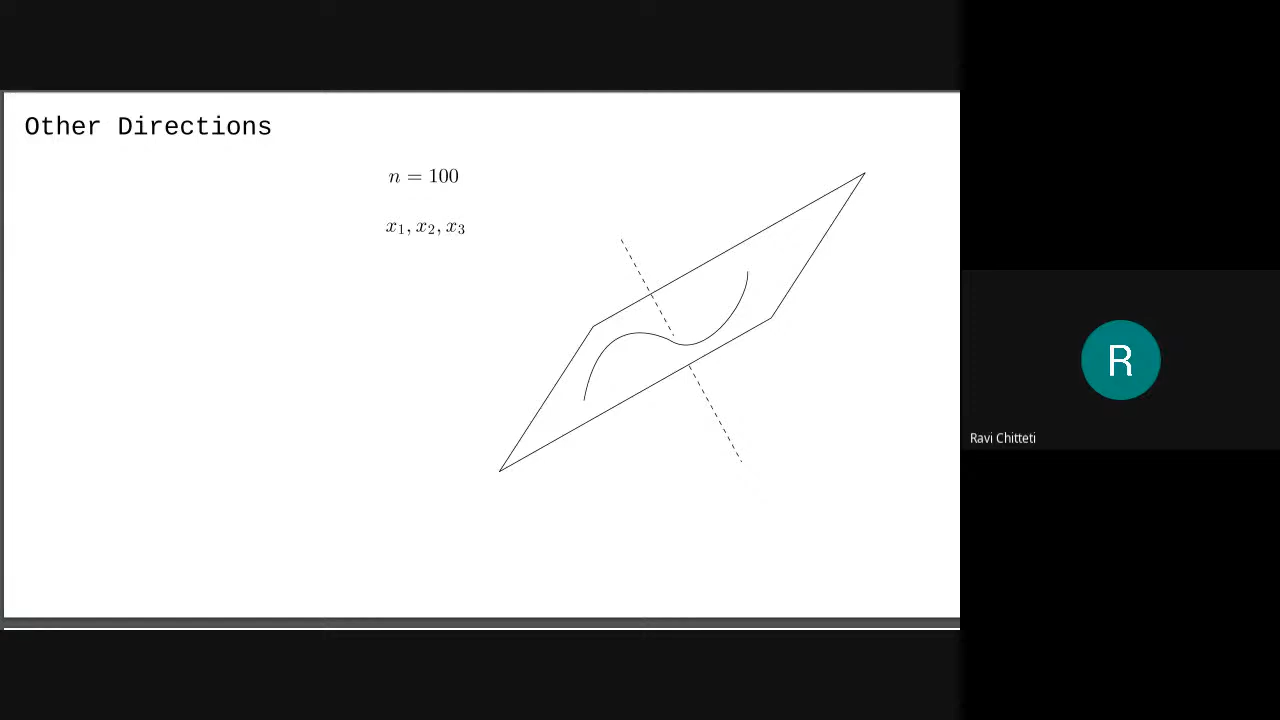 Other Directions
n = 100
x₁, x₂, x₃
R
Ravi Chitteti